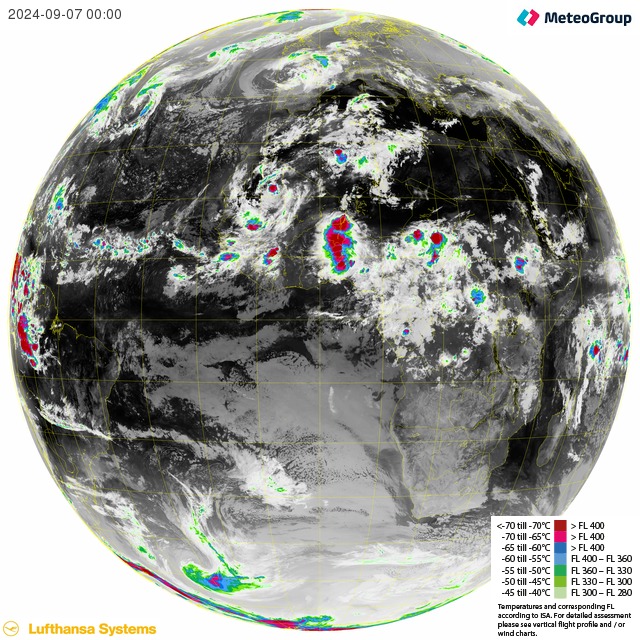 2024-09-07 00:00
MeteoGroup
<-70 till -70°C > FL 400
-70 till -65°C > FL 400
-65 till -60°C > FL 400
-60 till -55°C FL 400 – FL 360
-55 till -50°C FL 360 – FL 330
-50 till -45°C FL 330 – FL 300
-45 till -40°C FL 300 – FL 280
Temperatures and corresponding FL
according to ISA. For detailed assessment
please see vertical flight profile and / or
wind charts.
Lufthansa Systems